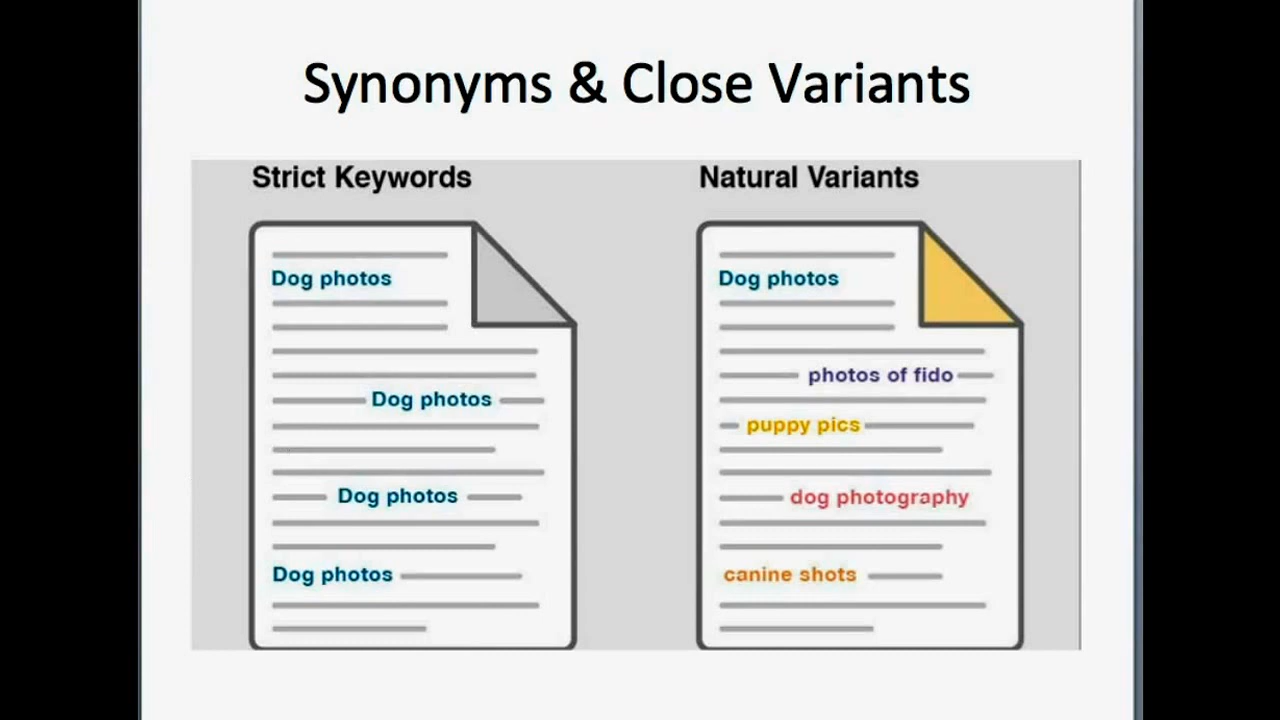 Synonyms & Close Variants
Strict Keywords
Dog photos
Dog photos
Dog photos
Dog photos
Natural Variants
Dog photos
photos of fido
puppy pics
dog photography
canine shots